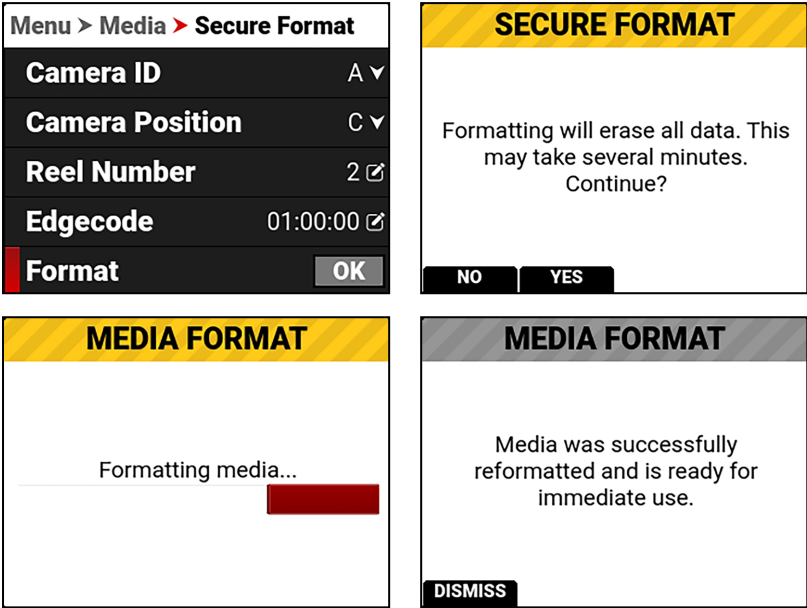 Menu > Media > Secure Format
Camera ID A
Camera Position C
Reel Number 2
Edgecode 01:00:00
Format OK
SECURE FORMAT
Formatting will erase all data. This
may take several minutes.
Continue?
NO YES
MEDIA FORMAT
Formatting media...
MEDIA FORMAT
Media was successfully
reformatted and is ready for
immediate use.
DISMISS